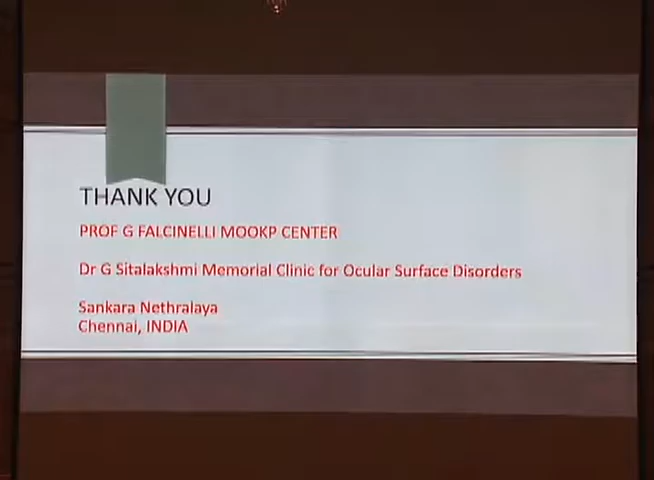 THANK YOU
PROF G FALCINELLI MOOKP CENTER
Dr G Sitalakshmi Memorial Clinic for Ocular Surface Disorders
Sankara Nethralaya
Chennai, INDIA